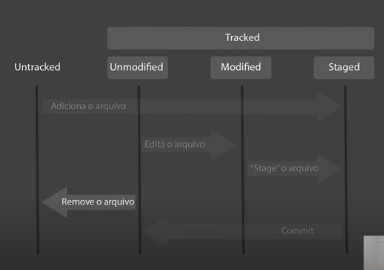 Tracked
Untracked
Unmodified
Modified
Staged
Adiciona o arquivo
Edita o arquivo
"Stage" o arquivo
Remove o arquivo
Commit